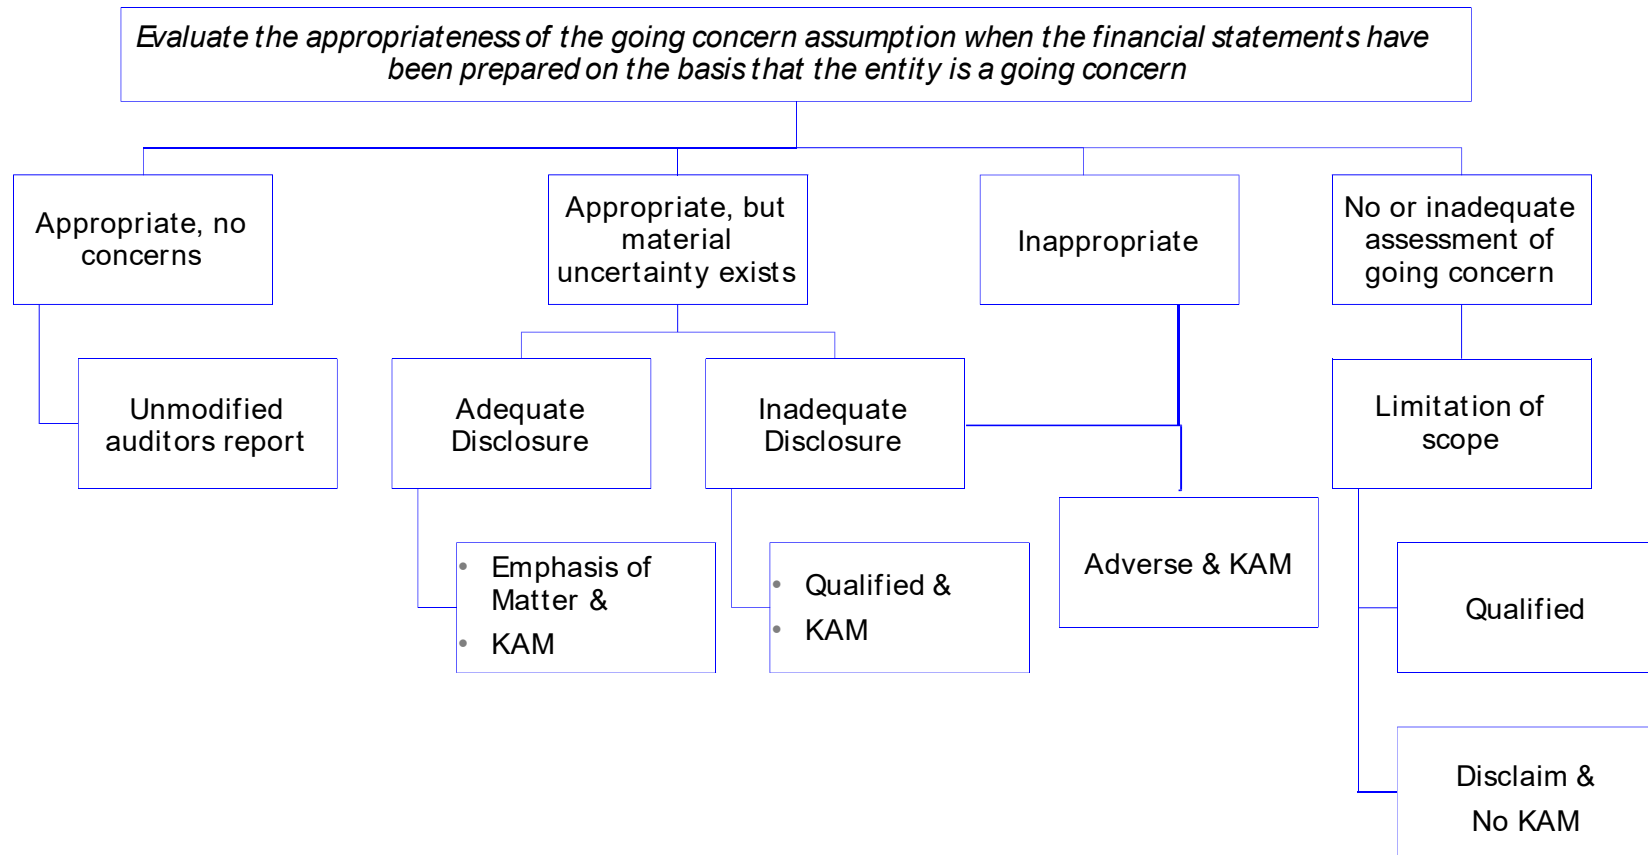 Evaluate the appropriateness of the going concern assumption when the financial statements have
been prepared on the basis that the entity is a going concern
Appropriate, no
concerns
Appropriate, but
material
uncertainty exists
Inappropriate
No or inadequate
assessment of
going concern
Unmodified
auditors report
Adequate
Disclosure
Inadequate
Disclosure
Limitation of
scope
• Emphasis of
Matter &
• KAM
• Qualified &
• KAM
Adverse & KAM
Qualified
Disclaim &
No KAM